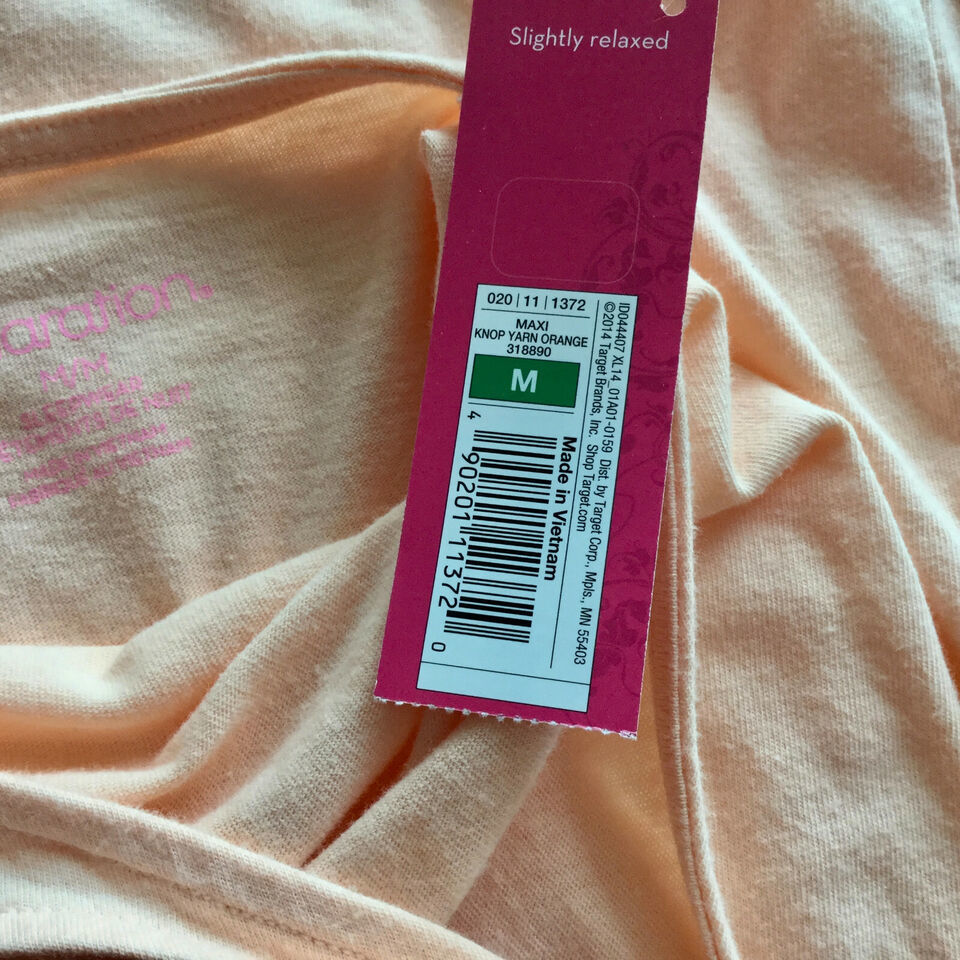 Slightly relaxed
020 | 11 | 1372
MAXI
KNOP YARN ORANGE
318890
M
4 90201 11372 0
Made in Vietnam
ID044407 XL14_01A01-0159 Dist. by Target Corp., Mpls., MN 55403
©2014 Target Brands, Inc. Shop Target.com
aration.
M/M